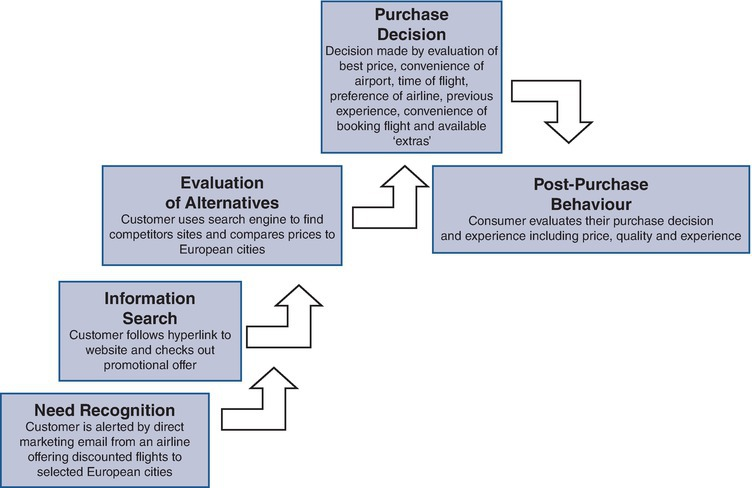 Purchase
Decision
Decision made by evaluation of
best price, convenience of
airport, time of flight,
preference of airline, previous
experience, convenience of
booking flight and available
‘extras’
Evaluation
of Alternatives
Customer uses search engine to find
competitors sites and compares prices to
European cities
Post-Purchase
Behaviour
Consumer evaluates their purchase decision
and experience including price, quality and experience
Information
Search
Customer follows hyperlink to
website and checks out
promotional offer
Need Recognition
Customer is alerted by direct
marketing email from an airline
offering discounted flights to
selected European cities